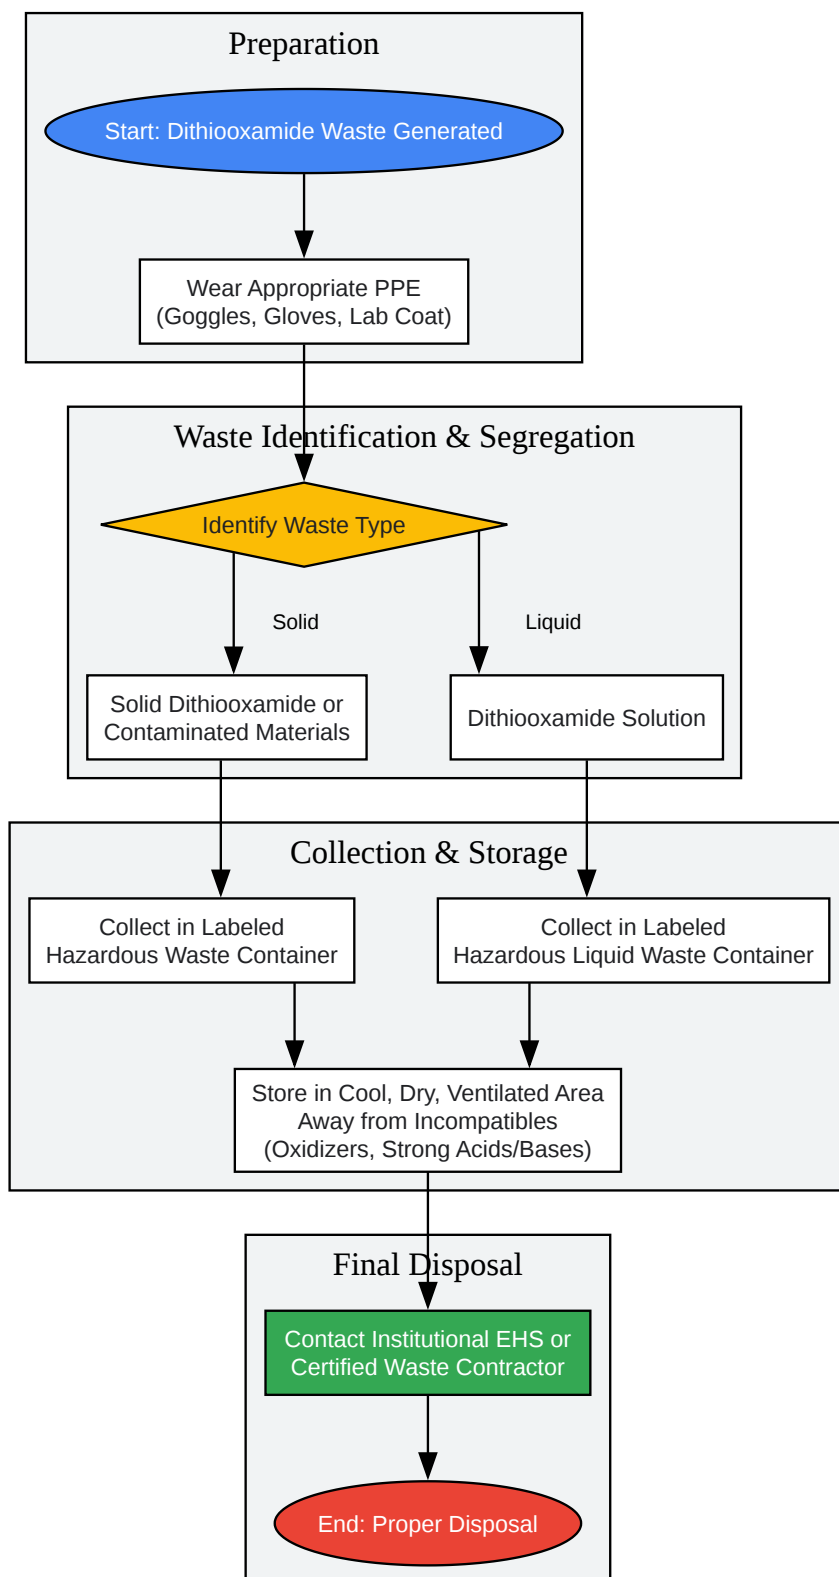 Preparation
Start: Dithiooxamide Waste Generated
Wear Appropriate PPE
(Goggles, Gloves, Lab Coat)
Waste Identification & Segregation
Identify Waste Type
Solid
Liquid
Solid Dithiooxamide or
Contaminated Materials
Dithiooxamide Solution
Collection & Storage
Collect in Labeled
Hazardous Waste Container
Collect in Labeled
Hazardous Liquid Waste Container
Store in Cool, Dry, Ventilated Area
Away from Incompatibles
(Oxidizers, Strong Acids/Bases)
Final Disposal
Contact Institutional EHS or
Certified Waste Contractor
End: Proper Disposal